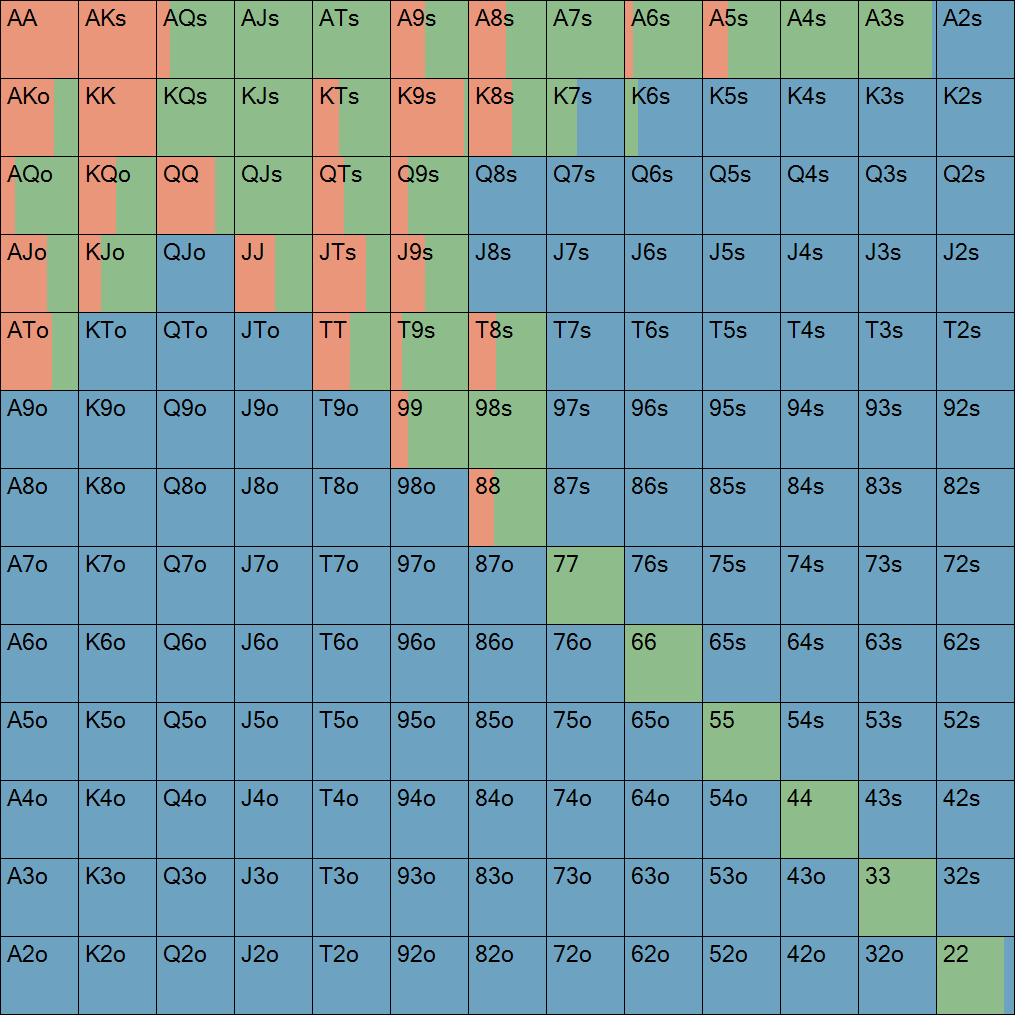 AA AKs AQs AJs ATs A9s A8s A7s A6s A5s A4s A3s A2s
AKo KK KQs KJs KTs K9s K8s K7s K6s K5s K4s K3s K2s
AQo KQo QQ QJs QTs Q9s Q8s Q7s Q6s Q5s Q4s Q3s Q2s
AJo KJo QJo JJ JTs J9s J8s J7s J6s J5s J4s J3s J2s
ATo KTo QTo JTo TT T9s T8s T7s T6s T5s T4s T3s T2s
A9o K9o Q9o J9o T9o 99 98s 97s 96s 95s 94s 93s 92s
A8o K8o Q8o J8o T8o 98o 88 87s 86s 85s 84s 83s 82s
A7o K7o Q7o J7o T7o 97o 87o 77 76s 75s 74s 73s 72s
A6o K6o Q6o J6o T6o 96o 86o 76o 66 65s 64s 63s 62s
A5o K5o Q5o J5o T5o 95o 85o 75o 65o 55 54s 53s 52s
A4o K4o Q4o J4o T4o 94o 84o 74o 64o 54o 44 43s 42s
A3o K3o Q3o J3o T3o 93o 83o 73o 63o 53o 43o 33 32s
A2o K2o Q2o J2o T2o 92o 82o 72o 62o 52o 42o 32o 22